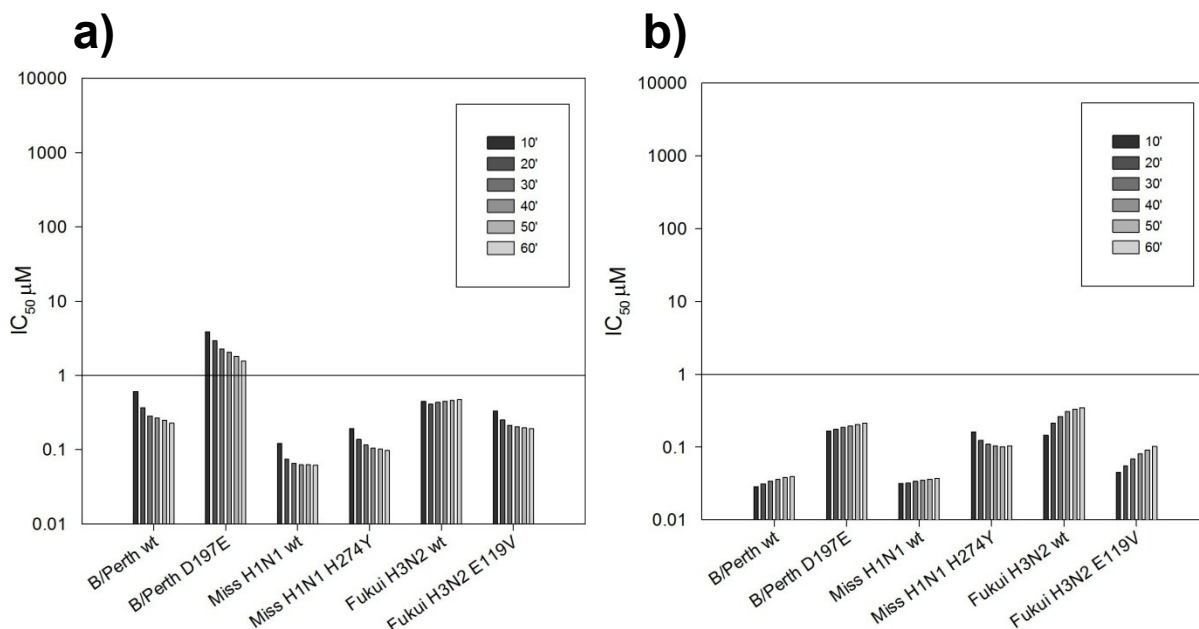 a)
10000
1000
100
10
1
0.1
0.01
IC50 µM
10'
20'
30'
40'
50'
60'
B/Perth wt
B/Perth D197E
Miss H1N1 wt
Miss H1N1 H274Y
Fukui H3N2 wt
Fukui H3N2 E119V
b)
10000
1000
100
10
1
0.1
0.01
IC50 µM
10'
20'
30'
40'
50'
60'
B/Perth wt
B/Perth D197E
Miss H1N1 wt
Miss H1N1 H274Y
Fukui H3N2 wt
Fukui H3N2 E119V